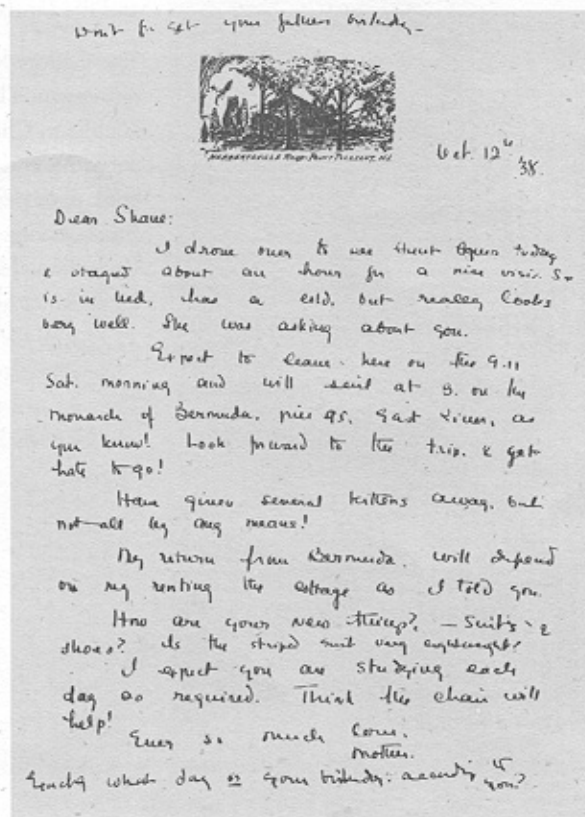 Don't forget your fathers birthday—
HERBERTSVILLE ROAD – POINT PLEASANT, N.J.
Oct. 12th
'38.
Dear Shane:
I drove over to see Aunt today
& stayed about an hour for a nice visit. She
is in bed, has a cold, but really looks
very well. She was asking about you.
Expect to leave here on the 9.11
Sat. morning and will sail at 3. on the
Monarch of Bermuda, pier 95, East River, as
you know! Look forward to the trip, & yet
hate to go!
Have given several kittens away, but
not all by any means!
My return from Bermuda, will depend
on my renting the cottage as I told you.
How are your new things?, — Suits &
shoes? Is the striped suit very
I expect you are studying each
day as required. Think the chair will
help!
Ever so much love,
Mother.
Exactly what day is your birthday: according to you?